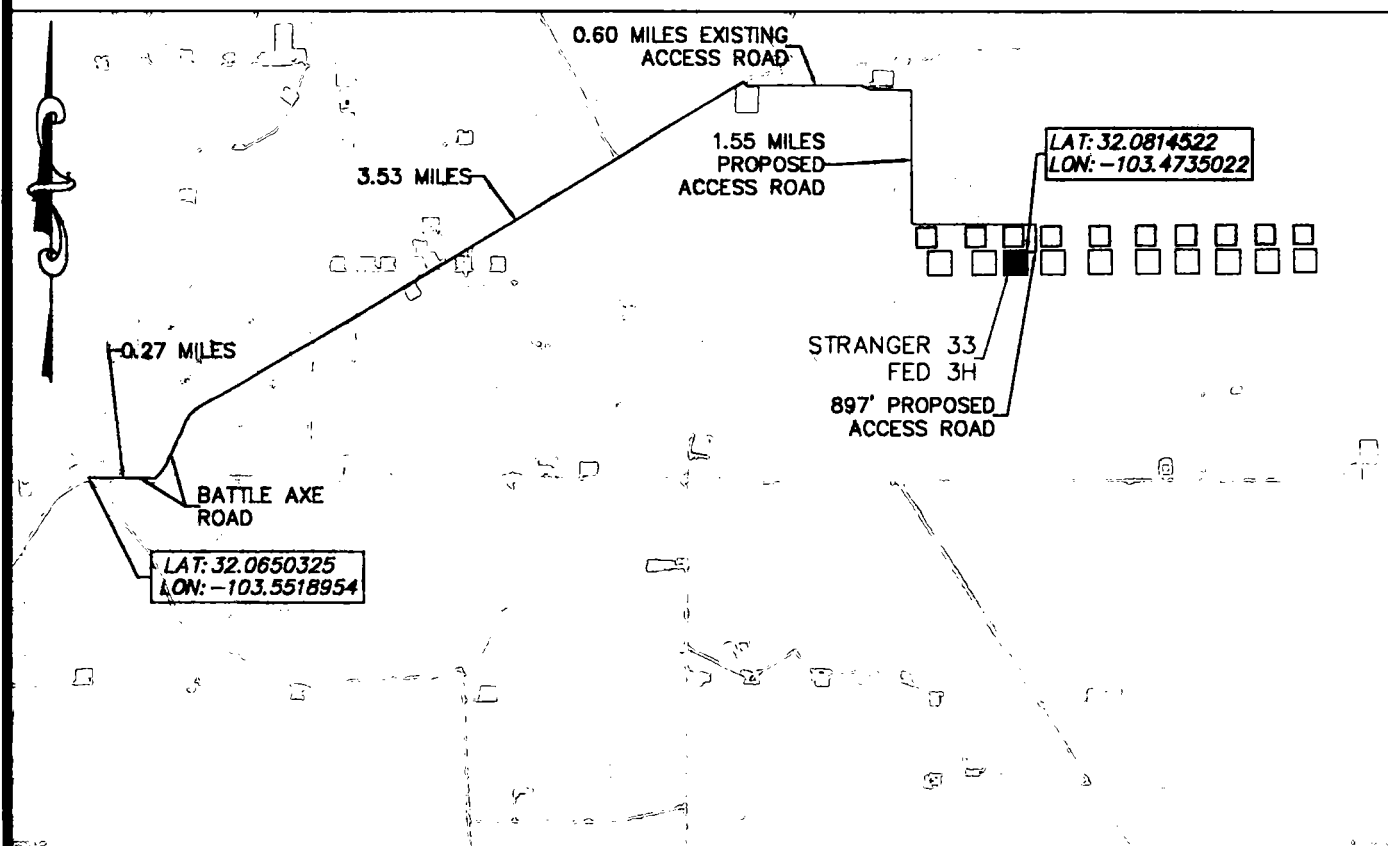 0.60 MILES EXISTING
ACCESS ROAD
1.55 MILES
PROPOSED
ACCESS ROAD
LAT: 32.0814522
LON: -103.4735022
3.53 MILES
0.27 MILES
STRANGER 33
FED 3H
897' PROPOSED
ACCESS ROAD
BATTLE AXE
ROAD
LAT: 32.0650325
LON: -103.5518954